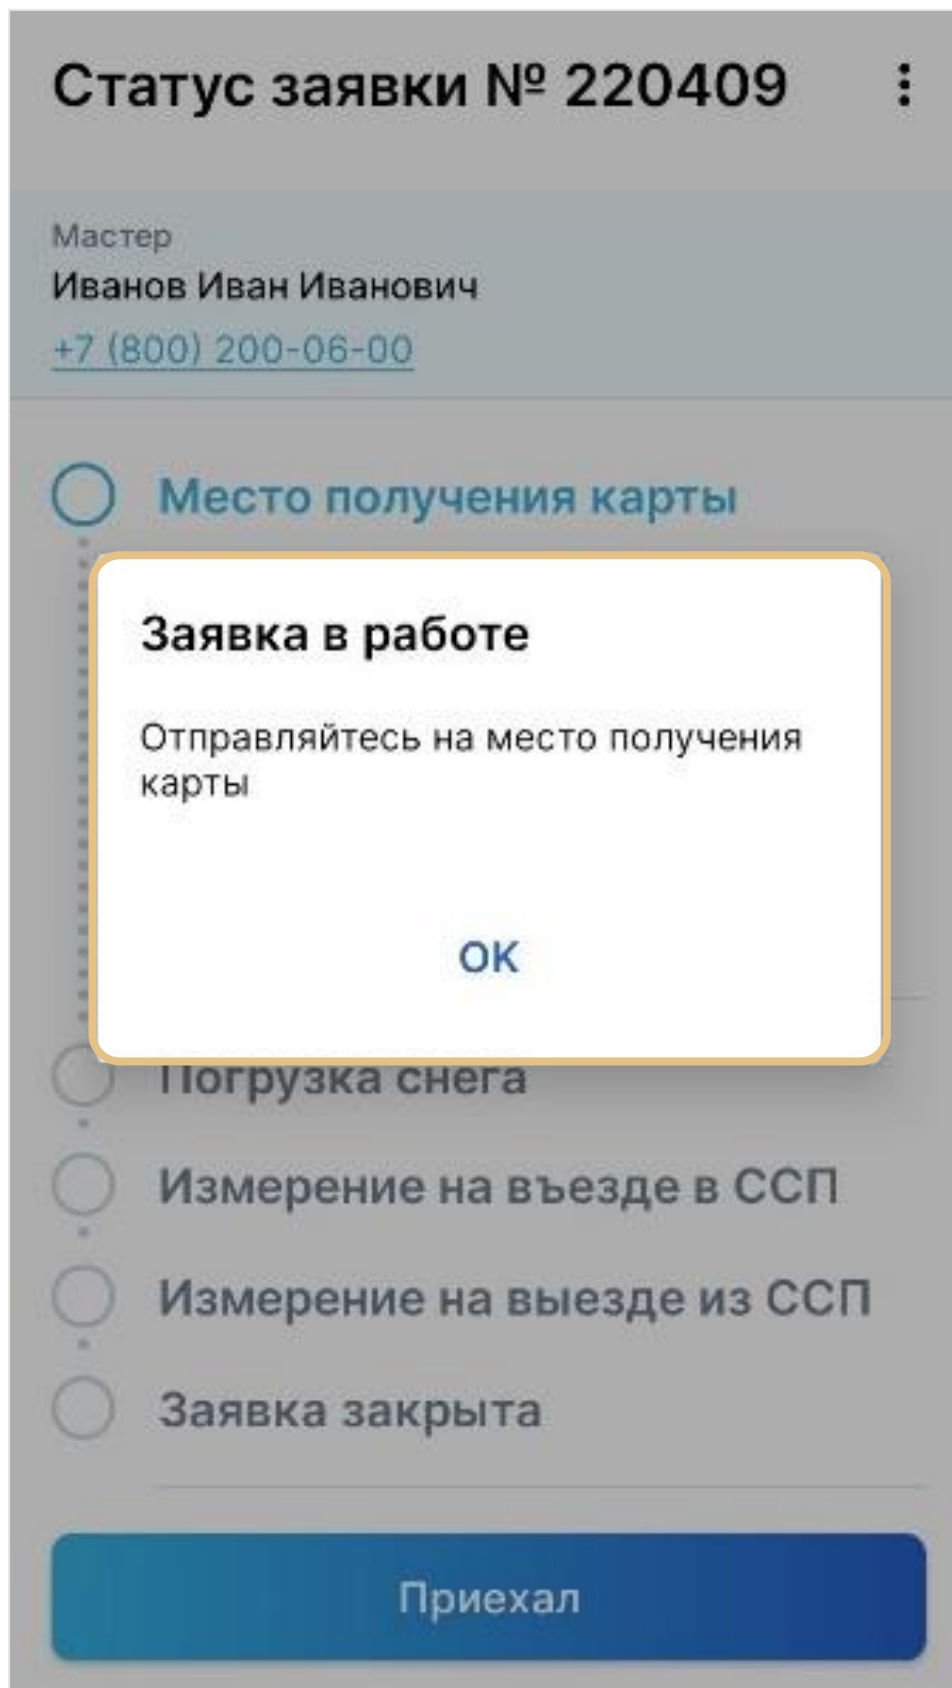 Статус заявки № 220409
Мастер
Иванов Иван Иванович
+7 (800) 200-06-00
Место получения карты
Заявка в работе
Отправляйтесь на место получения
карты
ОК
Погрузка снега
Измерение на въезде в ССП
Измерение на выезде из ССП
Заявка закрыта
Приехал